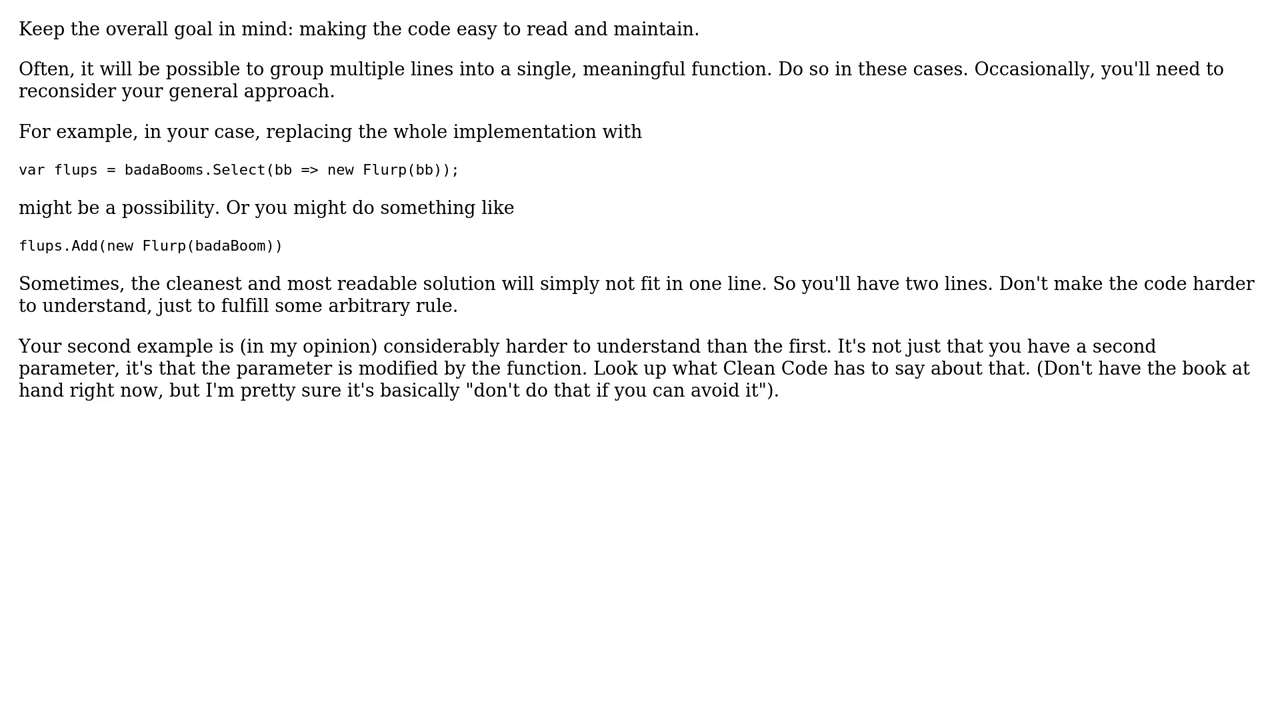 Keep the overall goal in mind: making the code easy to read and maintain.
Often, it will be possible to group multiple lines into a single, meaningful function. Do so in these cases. Occasionally, you'll need to
reconsider your general approach.
For example, in your case, replacing the whole implementation with
var flups = badaBooms.Select(bb => new Flurp(bb));
might be a possibility. Or you might do something like
flups.Add(new Flurp(badaBoom))
Sometimes, the cleanest and most readable solution will simply not fit in one line. So you'll have two lines. Don't make the code harder
to understand, just to fulfill some arbitrary rule.
Your second example is (in my opinion) considerably harder to understand than the first. It's not just that you have a second
parameter, it's that the parameter is modified by the function. Look up what Clean Code has to say about that. (Don't have the book at
hand right now, but I'm pretty sure it's basically "don't do that if you can avoid it").